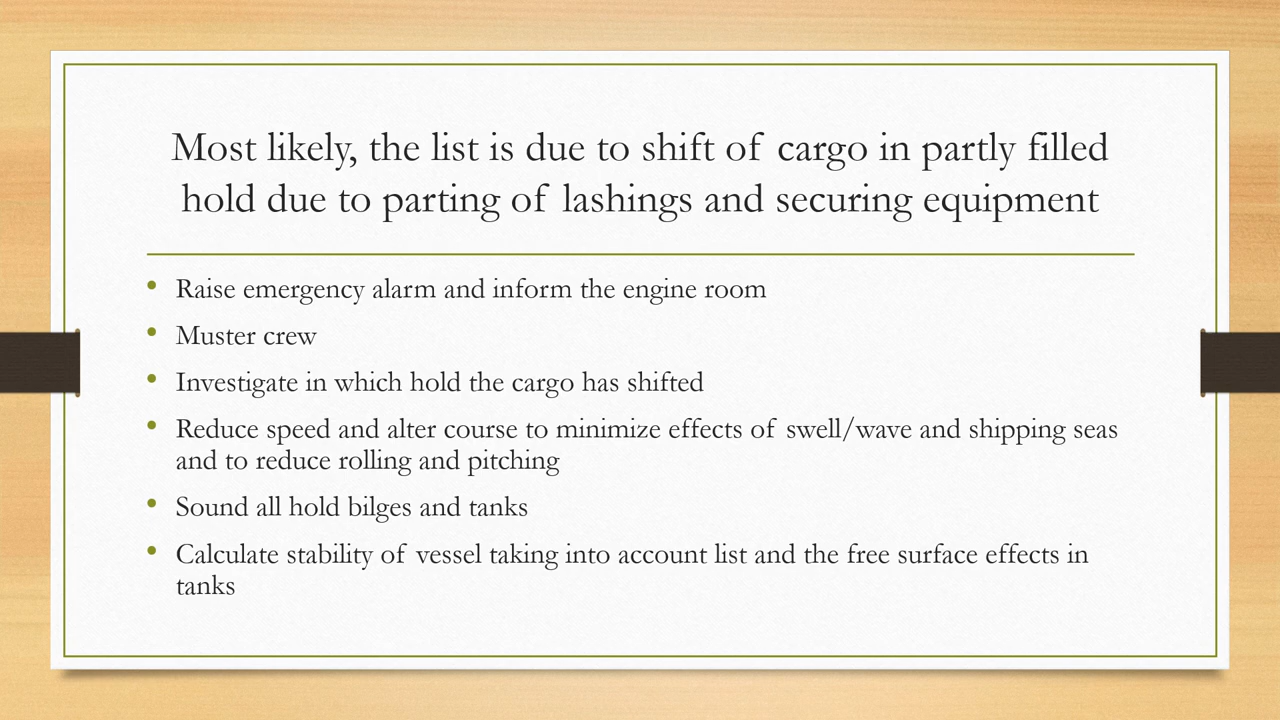 Most likely, the list is due to shift of cargo in partly filled
hold due to parting of lashings and securing equipment
• Raise emergency alarm and inform the engine room
• Muster crew
• Investigate in which hold the cargo has shifted
• Reduce speed and alter course to minimize effects of swell/wave and shipping seas
and to reduce rolling and pitching
• Sound all hold bilges and tanks
• Calculate stability of vessel taking into account list and the free surface effects in
tanks